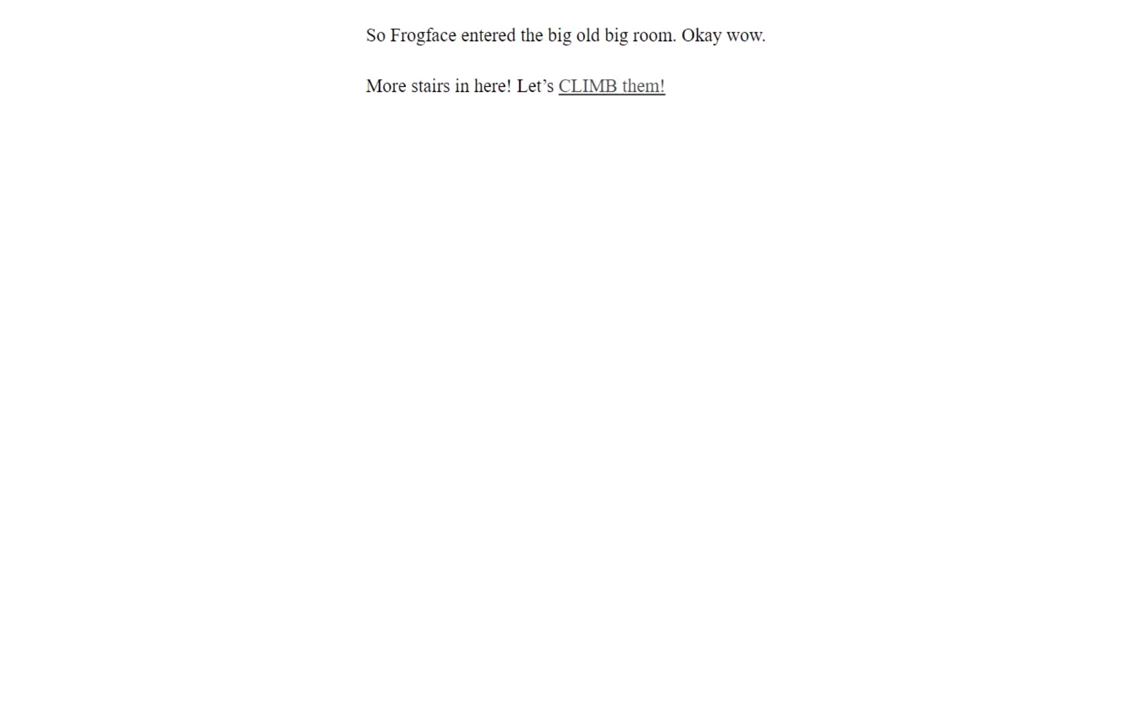 So Frogface entered the big old big room. Okay wow.
More stairs in here! Let’s CLIMB them!